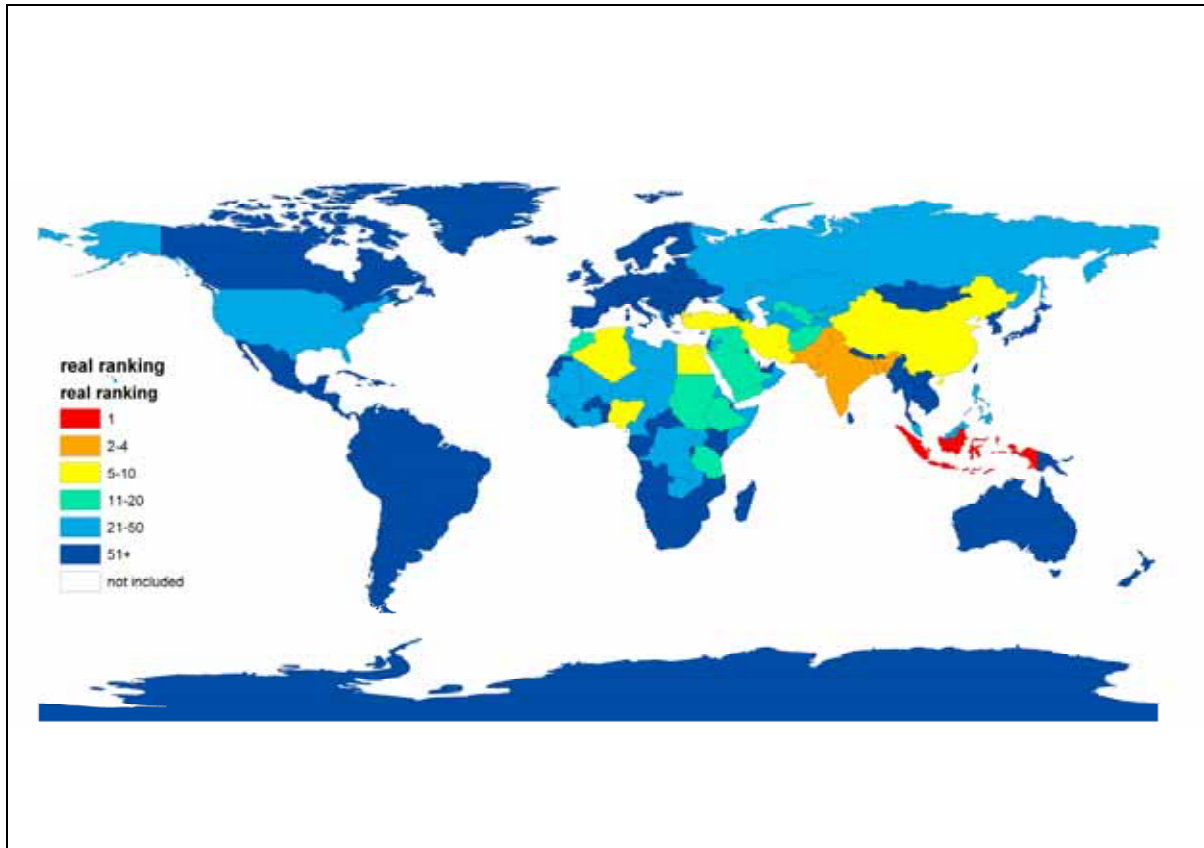 real ranking
real ranking
1
2-4
5-10
11-20
21-50
51+
not included